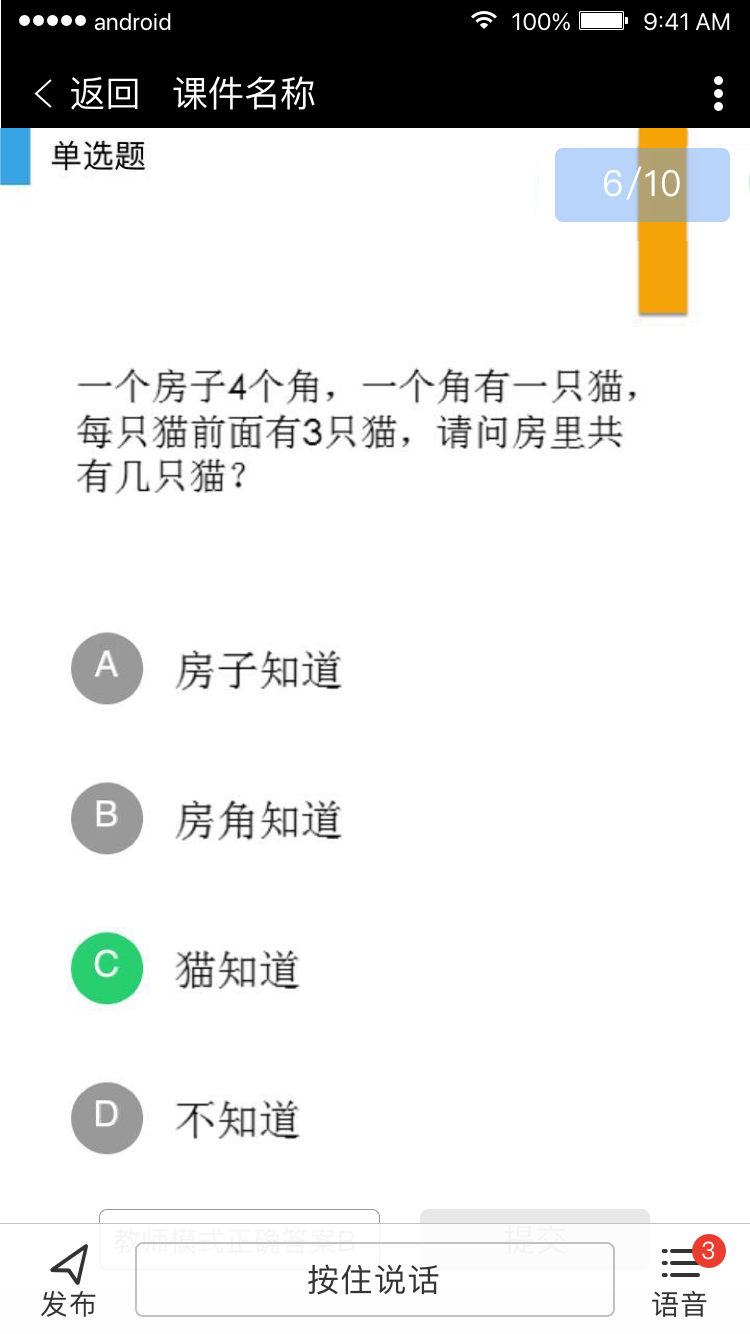 android 100% 9:41 AM
返回 课件名称
单选题
6/10
一个房子4个角，一个角有一只猫，
每只猫前面有3只猫，请问房里共
有几只猫？
A 房子知道
B 房角知道
C 猫知道
D 不知道
教师模式正确答案B 提交
按住说话
发布
3
语音